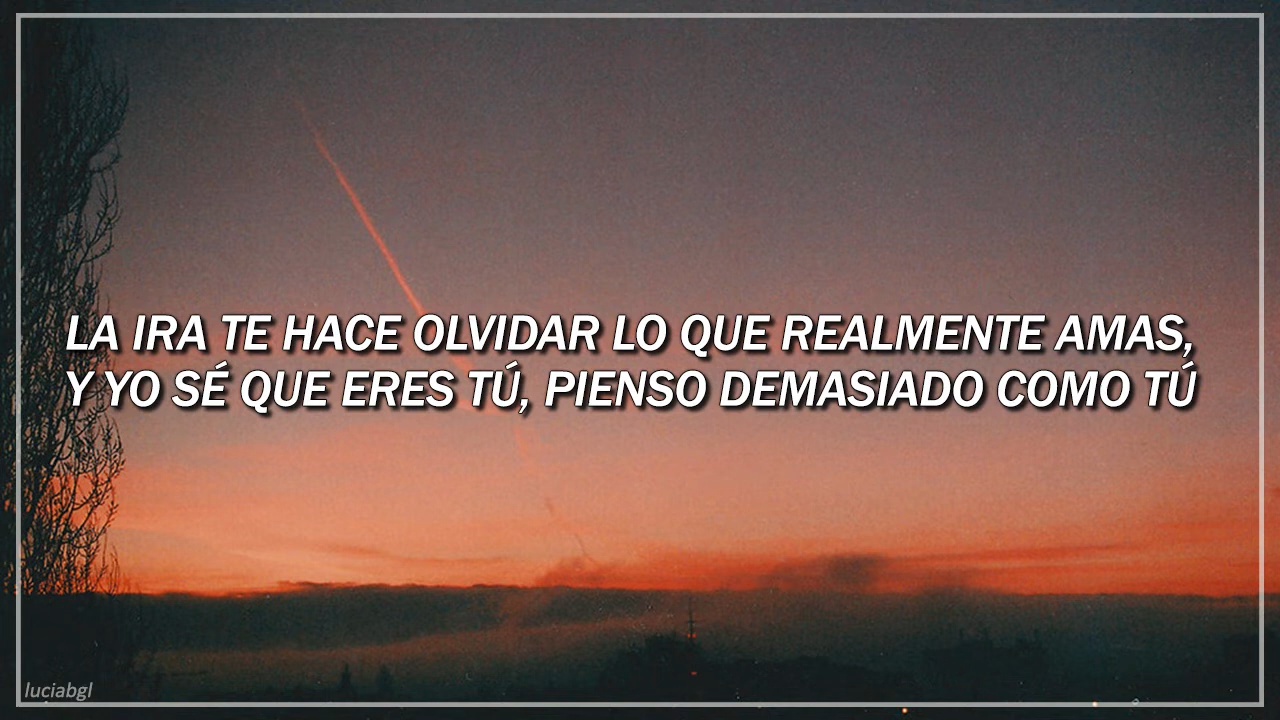 LA IRA TE HACE OLVIDAR LO QUE REALMENTE AMAS,
Y YO SÉ QUE ERES TÚ, PIENSO DEMASIADO COMO TÚ
luciabgl